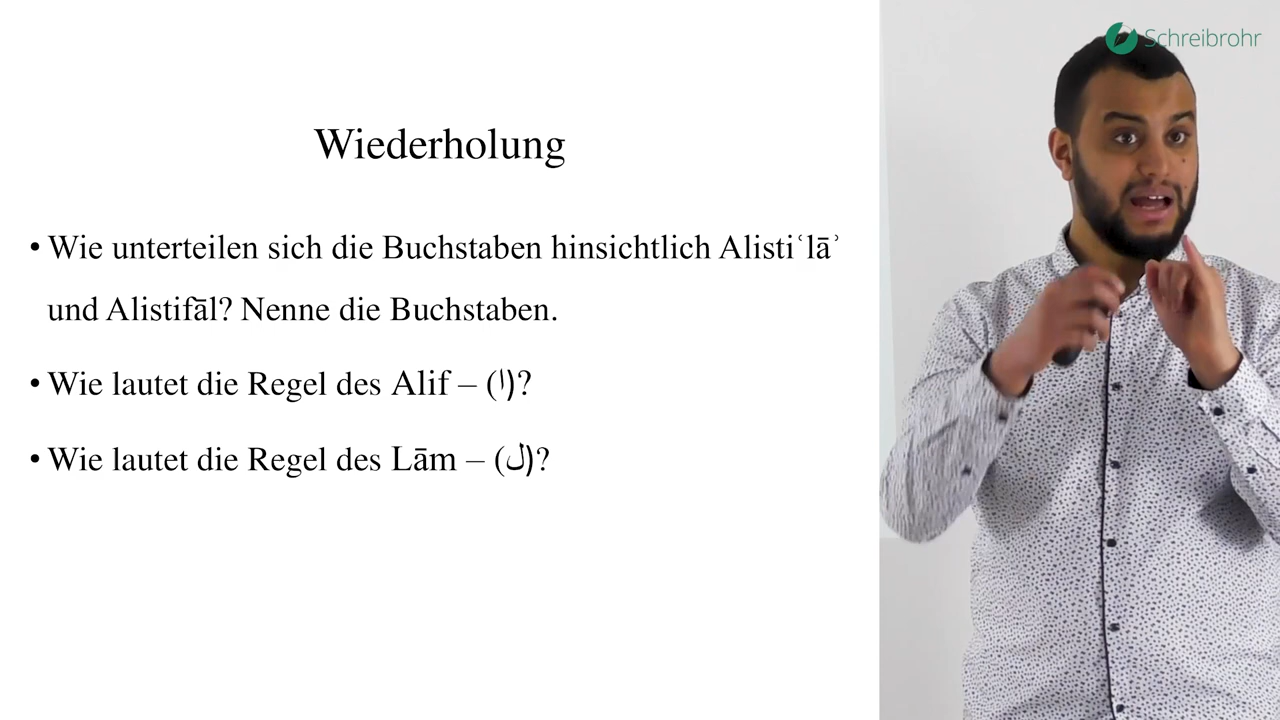 Schreibrohr
Wiederholung
• Wie unterteilen sich die Buchstaben hinsichtlich Alistiʿlāʾ
und Alistifāl? Nenne die Buchstaben.
• Wie lautet die Regel des Alif – (ا)?
• Wie lautet die Regel des Lām – (ل)?